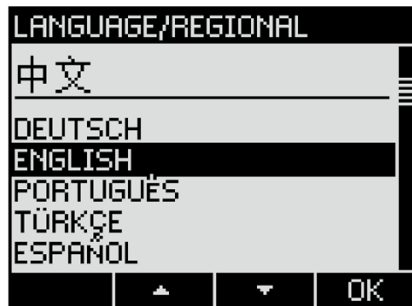 LANGUAGE/REGIONAL
中文
DEUTSCH
ENGLISH
PORTUGUÊS
TÜRKÇE
ESPAÑOL
OK